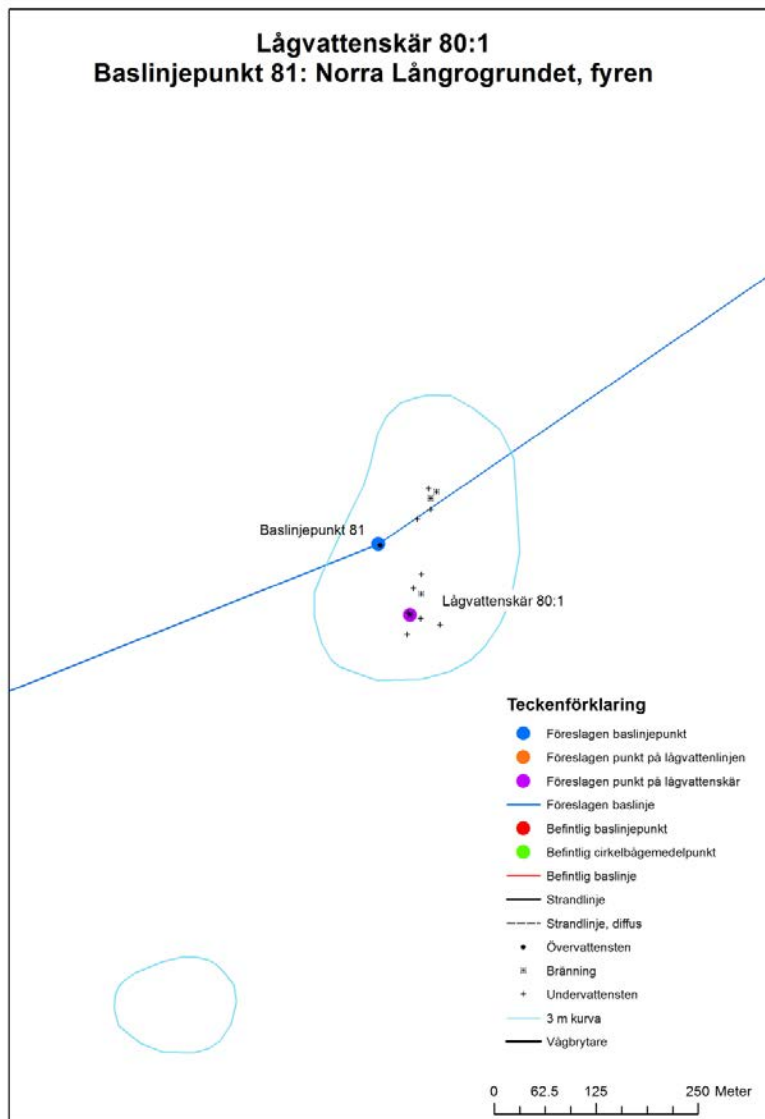 Lågvattenskär 80:1
Baslinjepunkt 81: Norra Långrogrundet, fyren
Baslinjepunkt 81
Lågvattenskär 80:1
Teckenförklaring
Föreslagen baslinjepunkt
Föreslagen punkt på lågvattenlinjen
Föreslagen punkt på lågvattenskär
Föreslagen baslinje
Befintlig baslinjepunkt
Befintlig cirkelbågemedelpunkt
Befintlig baslinje
Strandlinje
Strandlinje, diffus
Övervattensten
Bränning
Undervattensten
3 m kurva
Vågbrytare
0 62.5 125 250 Meter